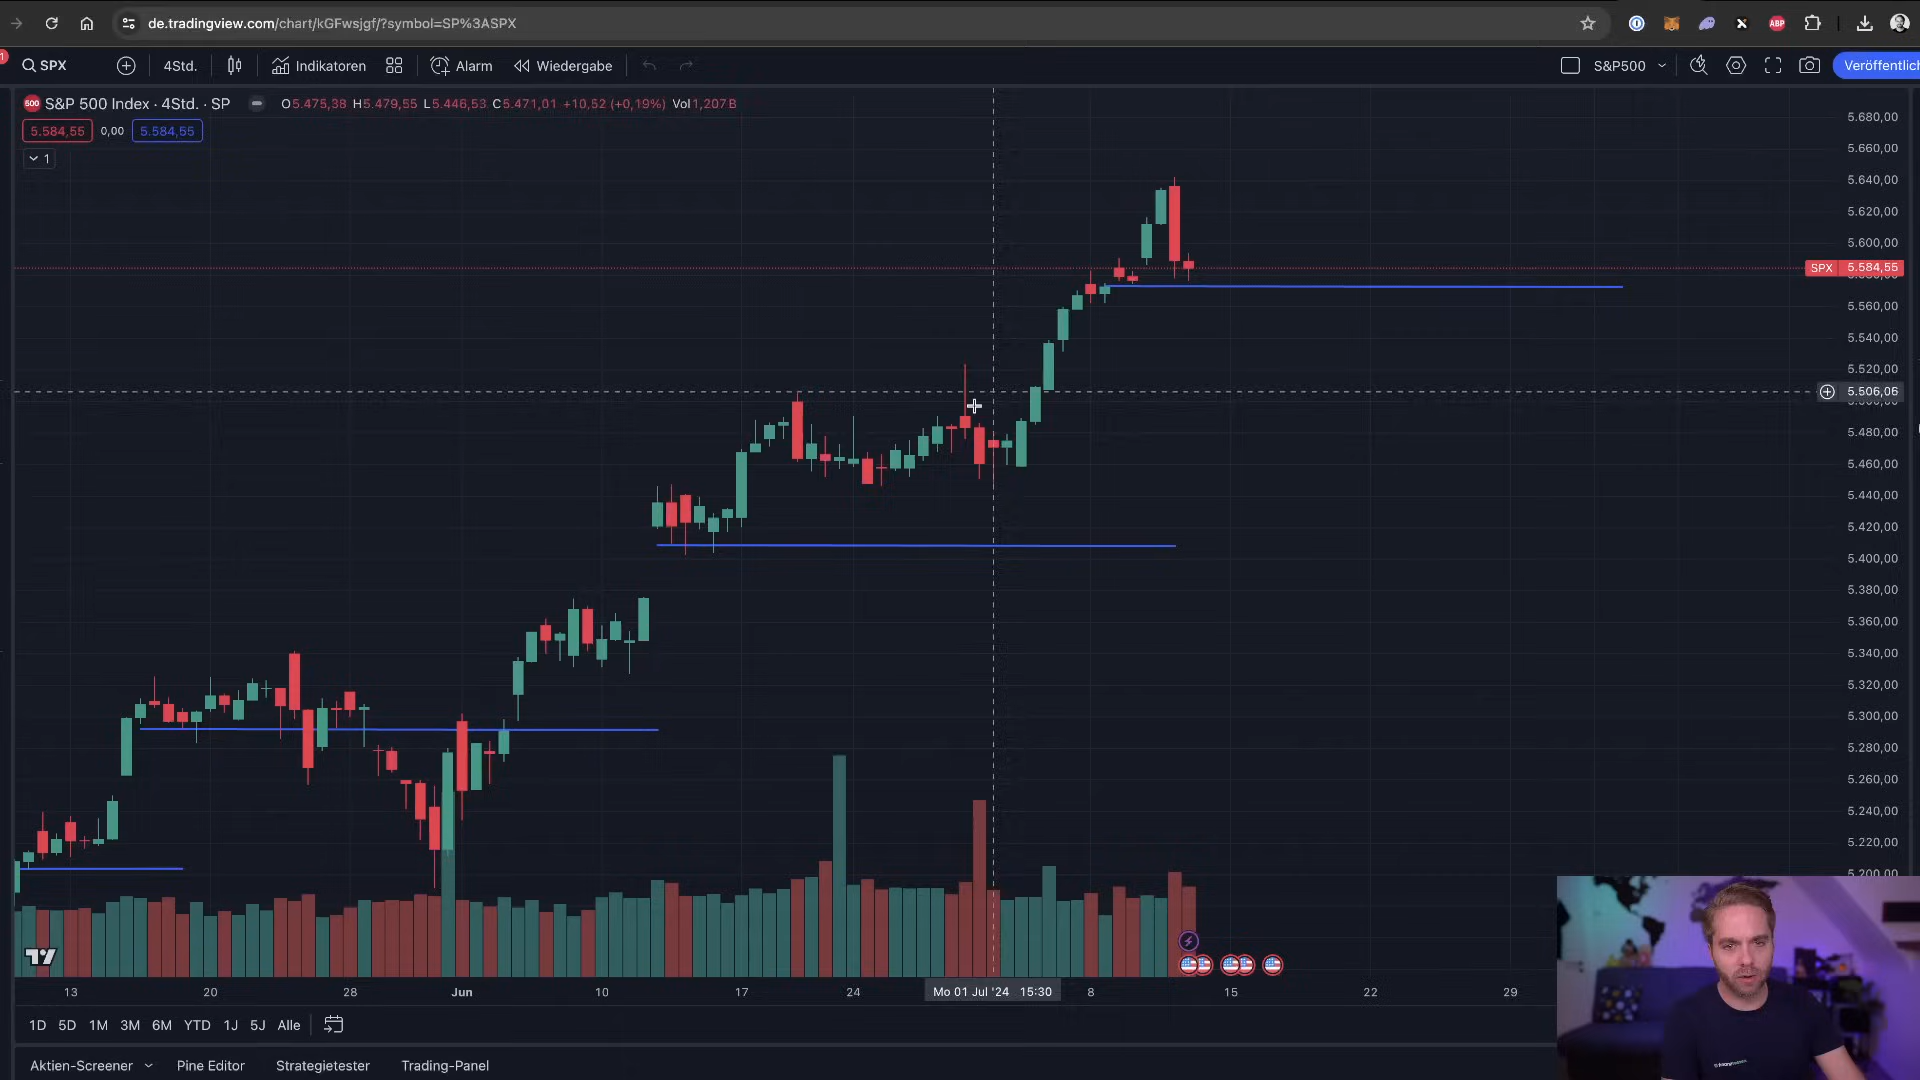 de.tradingview.com/chart/kGFwsjgf/?symbol=SP%3ASPX
ABP
1
SPX
4Std.
Indikatoren
Alarm
Wiedergabe
S&P500
Veröffentlich
500 S&P 500 Index · 4Std. · SP
O5.475,38 H5.479,55 L5.446,53 C5.471,01 +10,52 (+0,19%) Vol1,207 B
5.584,55 0,00 5.584,55
1
5.680,00
5.660,00
5.640,00
5.620,00
5.600,00
SPX 5.584,55
5.560,00
5.540,00
5.520,00
5.506,06
5.480,00
5.460,00
5.440,00
5.420,00
5.400,00
5.380,00
5.360,00
5.340,00
5.320,00
5.300,00
5.280,00
5.260,00
5.240,00
5.220,00
5.200,00
13 20 28 Jun 10 17 24 Mo 01 Jul '24 15:30 8 15 22 29
1D 5D 1M 3M 6M YTD 1J 5J Alle
Aktien-Screener Pine Editor Strategietester Trading-Panel